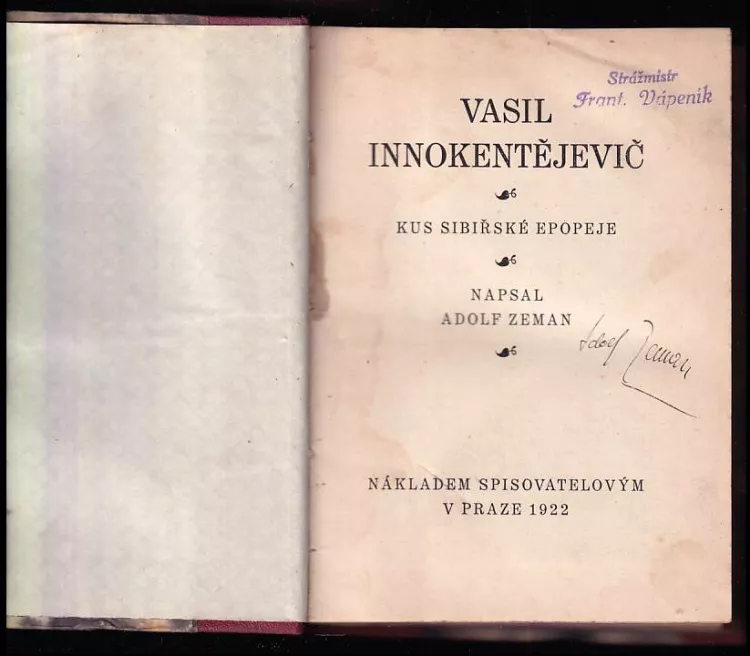 Strážmistr
Frant. Vápeník
VASIL
INNOKENTĚJEVIČ
KUS SIBIŘSKÉ EPOPEJE
NAPSAL
ADOLF ZEMAN
Adolf Zeman
NÁKLADEM SPISOVATELOVÝM
V PRAZE 1922